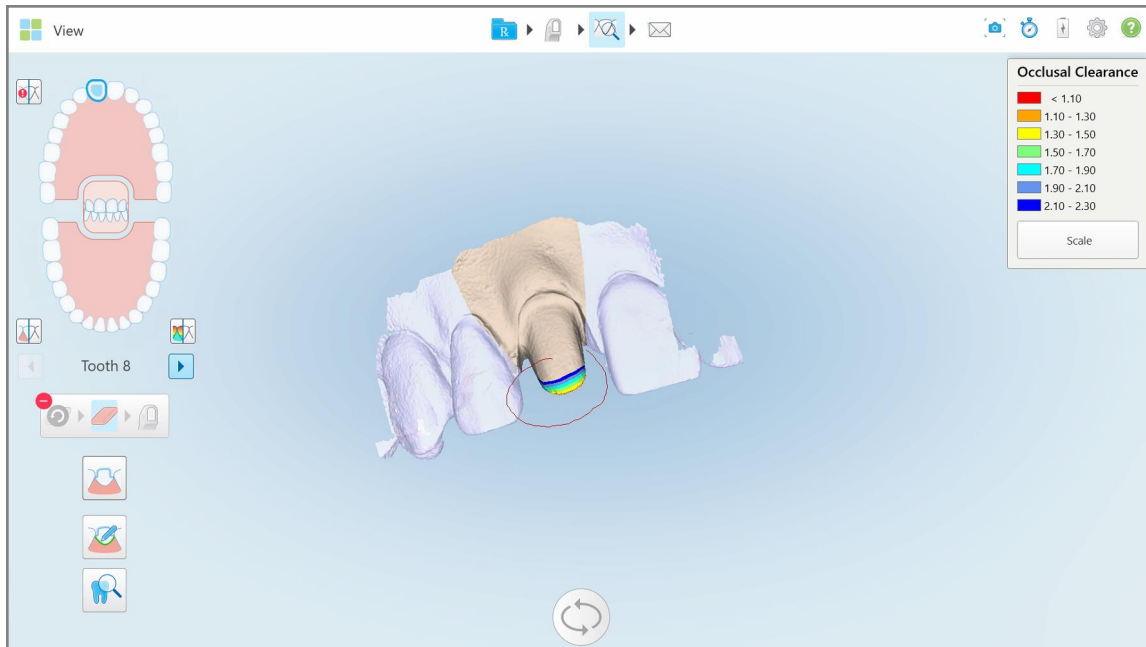 View
R
?
Occlusal Clearance
< 1.10
1.10 - 1.30
1.30 - 1.50
1.50 - 1.70
1.70 - 1.90
1.90 - 2.10
2.10 - 2.30
Scale
Tooth 8